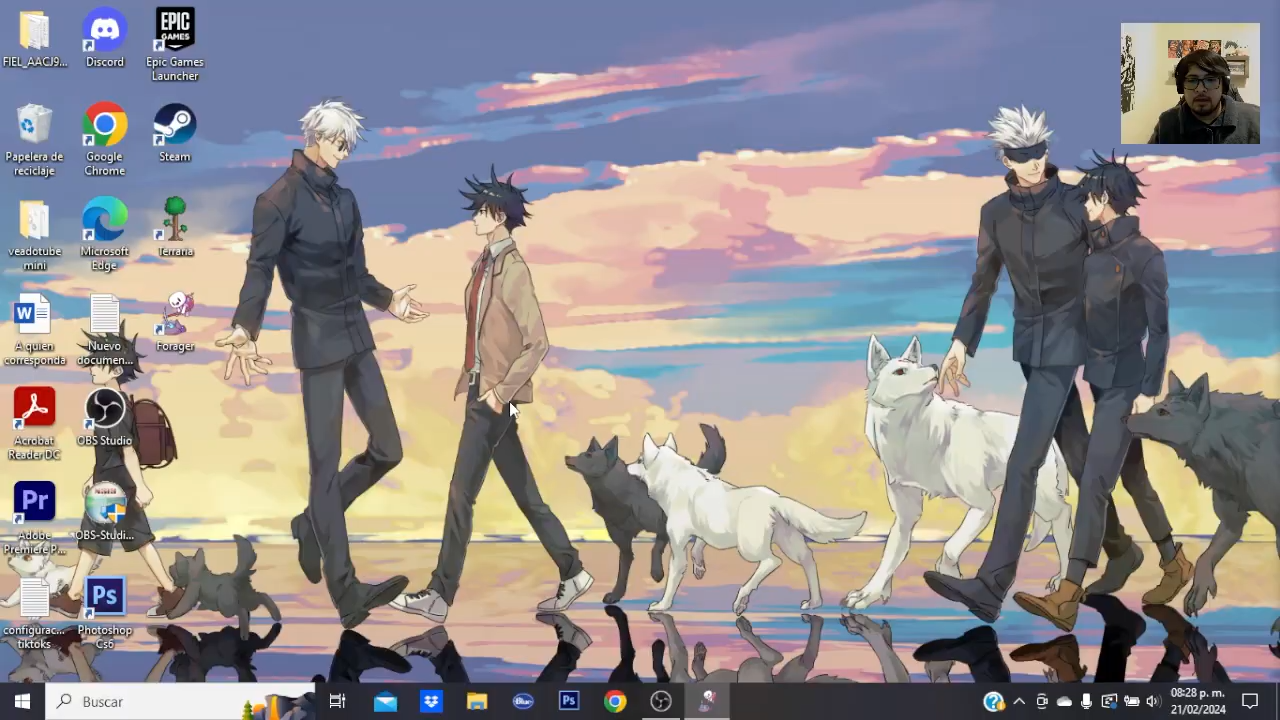 FIEL_AACJ9...
Discord
EPIC
GAMES
Epic Games
Launcher
Papelera de
reciclaje
Google
Chrome
Steam
veadotube
mini
Microsoft
Edge
Terraria
W
A quien
corresponda
Nuevo
documen...
Forager
Acrobat
Reader DC
OBS Studio
Pr
Adobe
Premiere P...
OBS-Studi...
configurac...
tiktoks
Ps
Photoshop
Cs6
Buscar
Blue
Ps
08:28 p. m.
21/02/2024